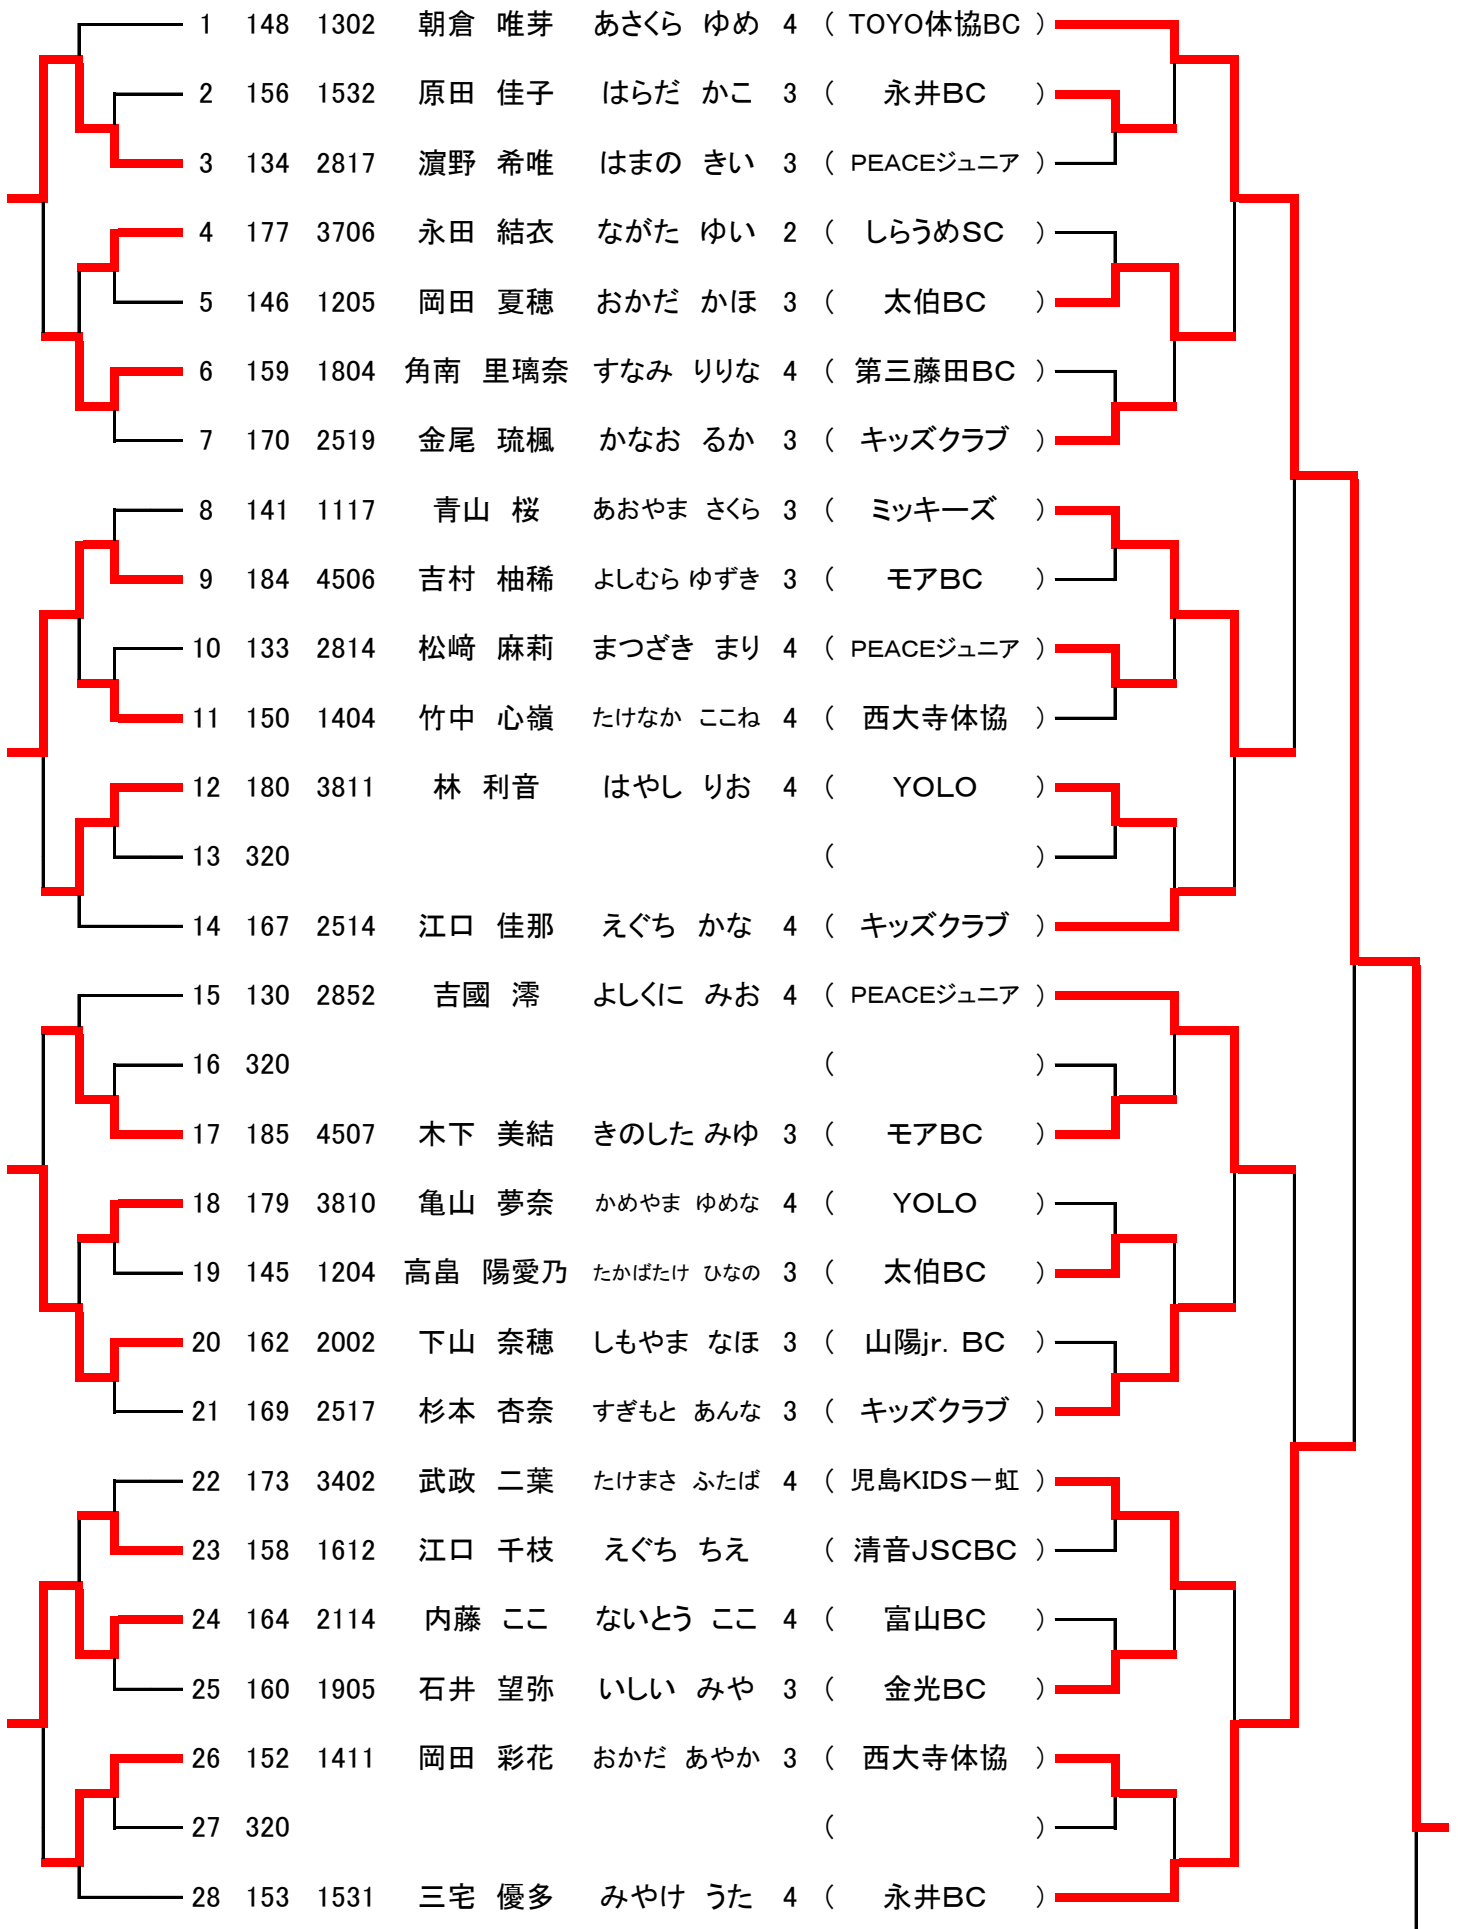 1 148 1302 朝倉 唯芽 あさくら ゆめ 4 ( TOYO体協BC )
2 156 1532 原田 佳子 はらだ かこ 3 ( 永井BC )
3 134 2817 濵野 希唯 はまの きい 3 ( PEACEジュニア )
4 177 3706 永田 結衣 ながた ゆい 2 ( しらうめSC )
5 146 1205 岡田 夏穂 おかだ かほ 3 ( 太伯BC )
6 159 1804 角南 里璃奈 すなみ りりな 4 ( 第三藤田BC )
7 170 2519 金尾 琉楓 かなお るか 3 ( キッズクラブ )
8 141 1117 青山 桜 あおやま さくら 3 ( ミッキーズ )
9 184 4506 吉村 柚稀 よしむら ゆずき 3 ( モアBC )
10 133 2814 松﨑 麻莉 まつざき まり 4 ( PEACEジュニア )
11 150 1404 竹中 心嶺 たけなか ここね 4 ( 西大寺体協 )
12 180 3811 林 利音 はやし りお 4 ( YOLO )
13 320 ( )
14 167 2514 江口 佳那 えぐち かな 4 ( キッズクラブ )
15 130 2852 吉國 澪 よしくに みお 4 ( PEACEジュニア )
16 320 ( )
17 185 4507 木下 美結 きのした みゆ 3 ( モアBC )
18 179 3810 亀山 夢奈 かめやま ゆめな 4 ( YOLO )
19 145 1204 高畠 陽愛乃 たかばたけ ひなの 3 ( 太伯BC )
20 162 2002 下山 奈穂 しもやま なほ 3 ( 山陽jr. BC )
21 169 2517 杉本 杏奈 すぎもと あんな 3 ( キッズクラブ )
22 173 3402 武政 二葉 たけまさ ふたば 4 ( 児島KIDSー虹 )
23 158 1612 江口 千枝 えぐち ちえ ( 清音JSCBC )
24 164 2114 内藤 ここ ないとう ここ 4 ( 富山BC )
25 160 1905 石井 望弥 いしい みや 3 ( 金光BC )
26 152 1411 岡田 彩花 おかだ あやか 3 ( 西大寺体協 )
27 320 ( )
28 153 1531 三宅 優多 みやけ うた 4 ( 永井BC )